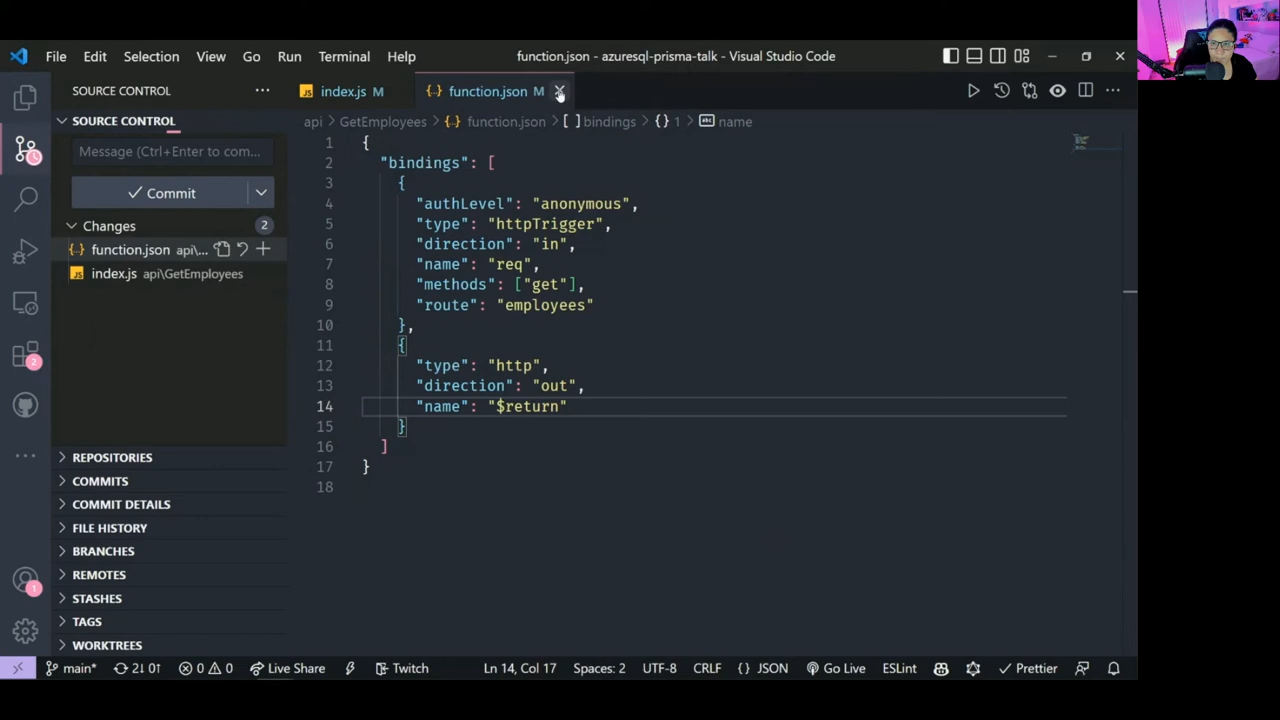 File Edit Selection View Go Run Terminal Help function.json - azuresql-prisma-talk - Visual Studio Code
SOURCE CONTROL ...
index.js M
function.json M
SOURCE CONTROL
api GetEmployees function.json bindings 1 name
Message (Ctrl+Enter to com...
Commit
Changes 2
function.json api\...
index.js api\GetEmployees
1 {
2 "bindings": [
3 {
4 "authLevel": "anonymous",
5 "type": "httpTrigger",
6 "direction": "in",
7 "name": "req",
8 "methods": ["get"],
9 "route": "employees"
10 },
11 {
12 "type": "http",
13 "direction": "out",
14 "name": "$return"
15 }
16 ]
17 }
18
2
REPOSITORIES
COMMITS
COMMIT DETAILS
FILE HISTORY
BRANCHES
REMOTES
STASHES
TAGS
WORKTREES
1
main* 2↓ 0↑ 0 0 Live Share Twitch Ln 14, Col 17 Spaces: 2 UTF-8 CRLF {} JSON Go Live ESLint Prettier